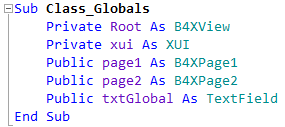 Sub Class_Globals
    Private Root As B4XView
    Private xui As XUI
    Public page1 As B4XPage1
    Public page2 As B4XPage2
    Public txtGlobal As TextField
End Sub